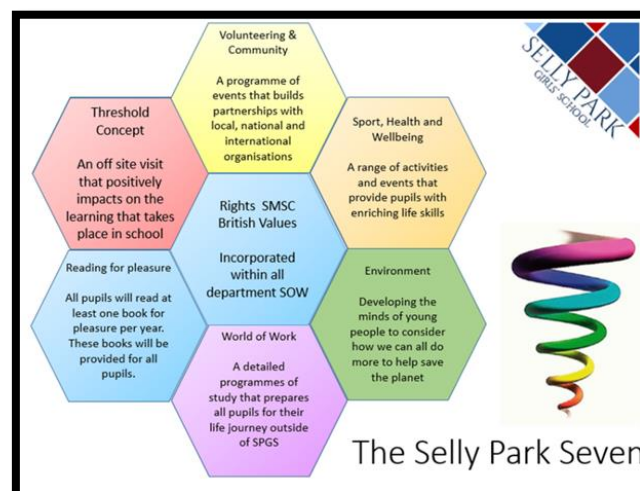 Volunteering &
Community
A programme of
events that builds
partnerships with
local, national and
international
organisations
Threshold
Concept
An off site visit
that positively
impacts on the
learning that takes
place in school
Sport, Health and
Wellbeing
A range of activities
and events that
provide pupils with
enriching life skills
SELLY PARK
GIRLS' SCHOOL
Rights SMSC
British Values
Incorporated
within all
department SOW
Reading for pleasure
All pupils will read at
least one book for
pleasure per year.
These books will be
provided for all
pupils.
Environment
Developing the
minds of young
people to consider
how we can all do
more to help save
the planet
World of Work
A detailed
programmes of
study that prepares
all pupils for their
life journey outside
of SPGS
The Selly Park Seven